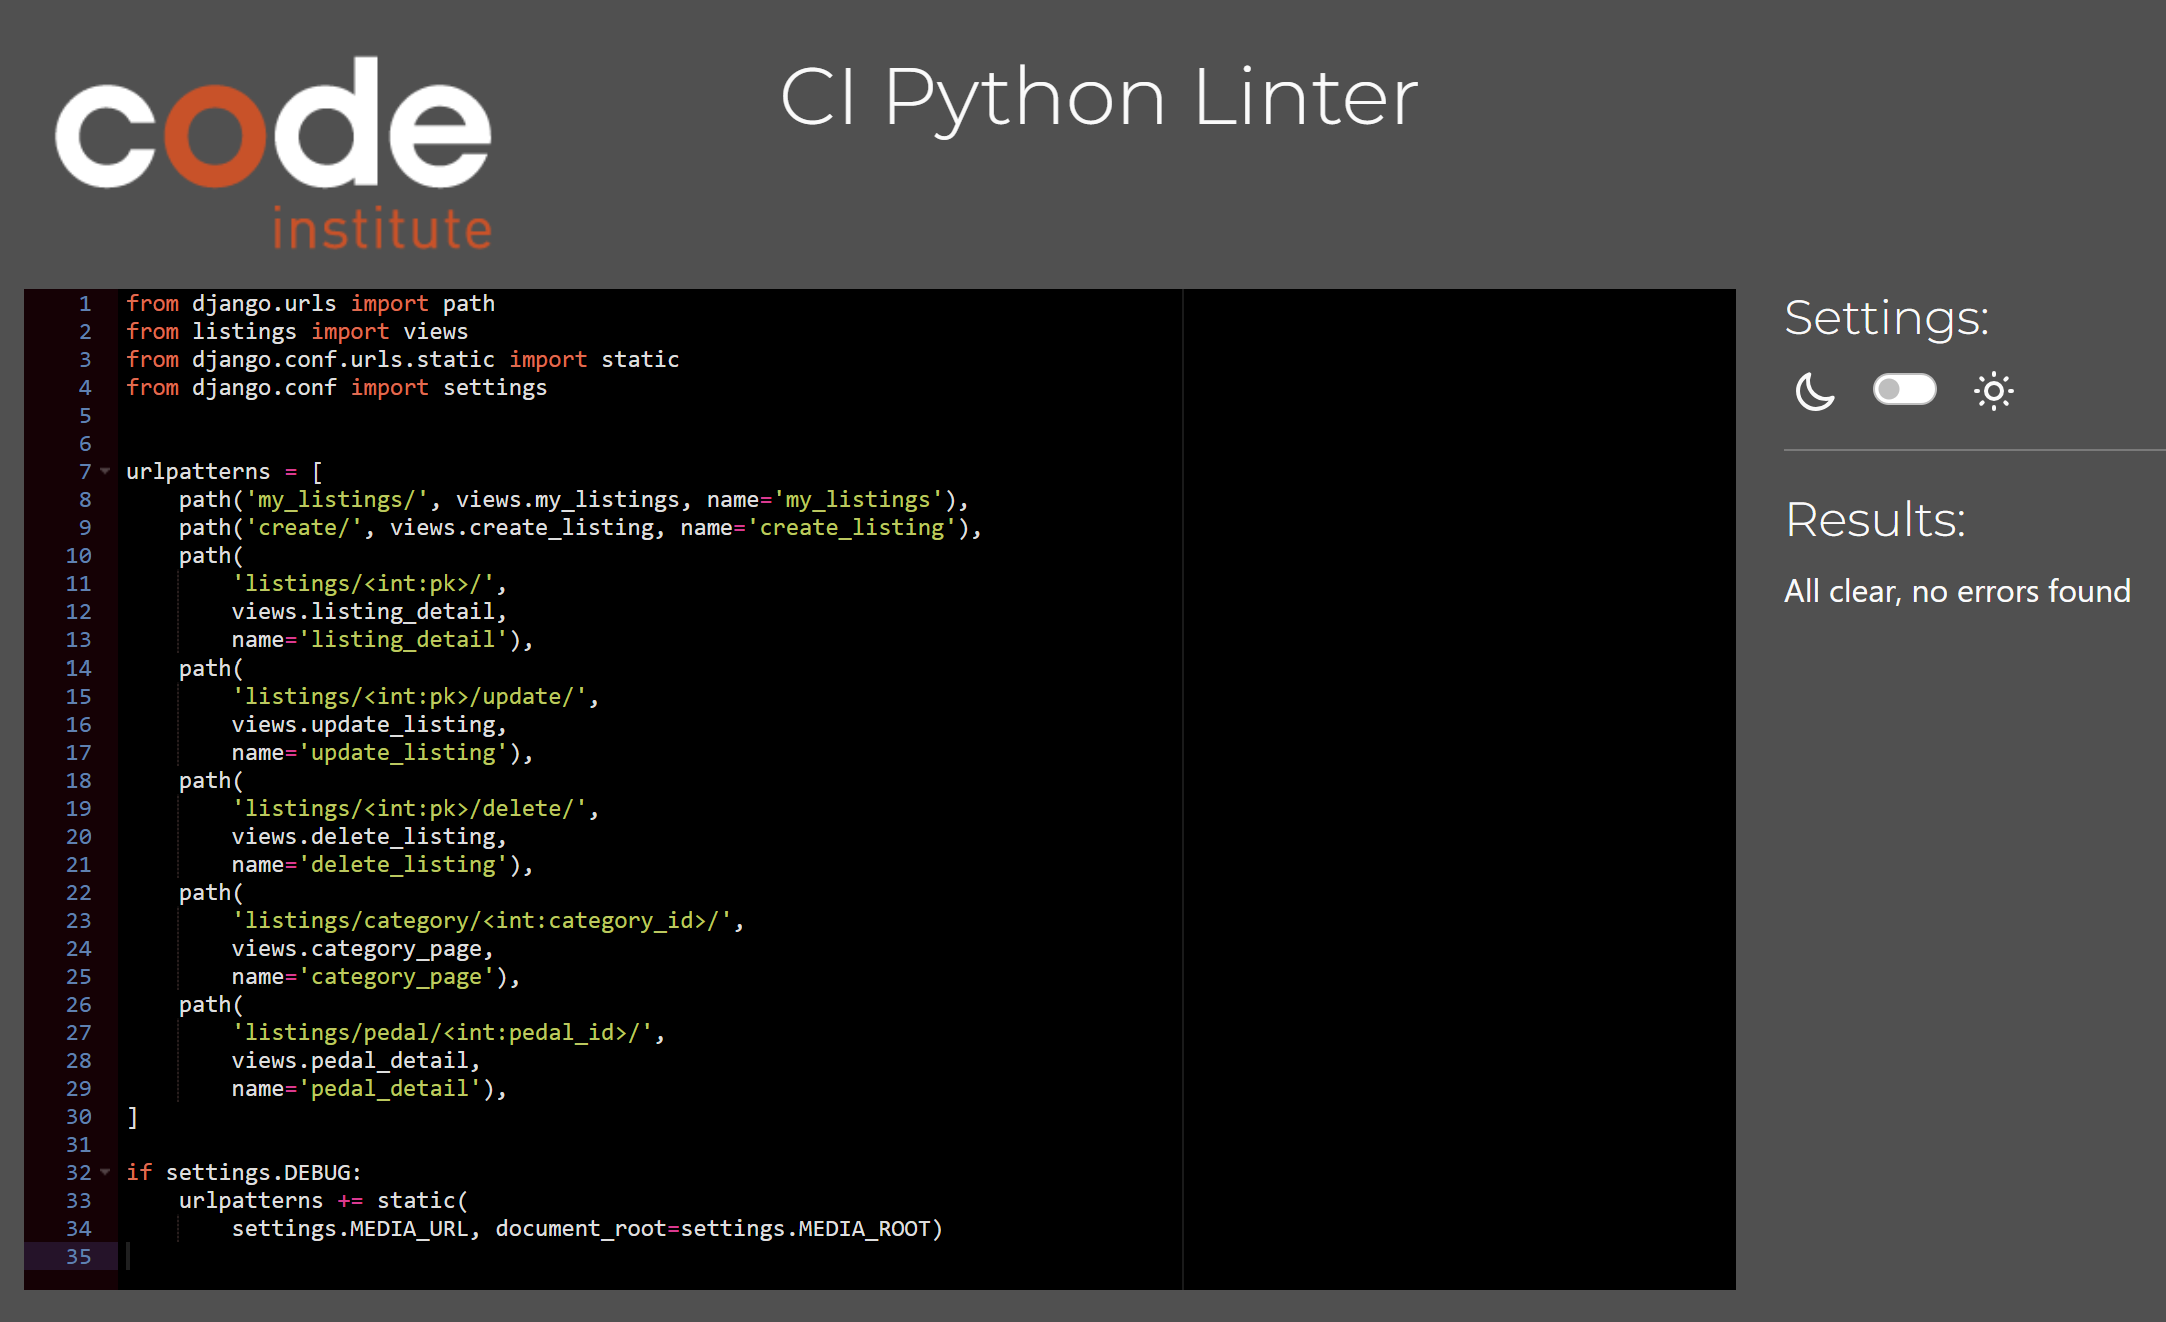 code
institute
CI Python Linter
1 from django.urls import path
2 from listings import views
3 from django.conf.urls.static import static
4 from django.conf import settings
5
6
7 urlpatterns = [
8     path('my_listings/', views.my_listings, name='my_listings'),
9     path('create/', views.create_listing, name='create_listing'),
10     path(
11         'listings/<int:pk>/',
12         views.listing_detail,
13         name='listing_detail'),
14     path(
15         'listings/<int:pk>/update/',
16         views.update_listing,
17         name='update_listing'),
18     path(
19         'listings/<int:pk>/delete/',
20         views.delete_listing,
21         name='delete_listing'),
22     path(
23         'listings/category/<int:category_id>/',
24         views.category_page,
25         name='category_page'),
26     path(
27         'listings/pedal/<int:pedal_id>/',
28         views.pedal_detail,
29         name='pedal_detail'),
30 ]
31
32 if settings.DEBUG:
33     urlpatterns += static(
34         settings.MEDIA_URL, document_root=settings.MEDIA_ROOT)
35
Settings:
Results:
All clear, no errors found